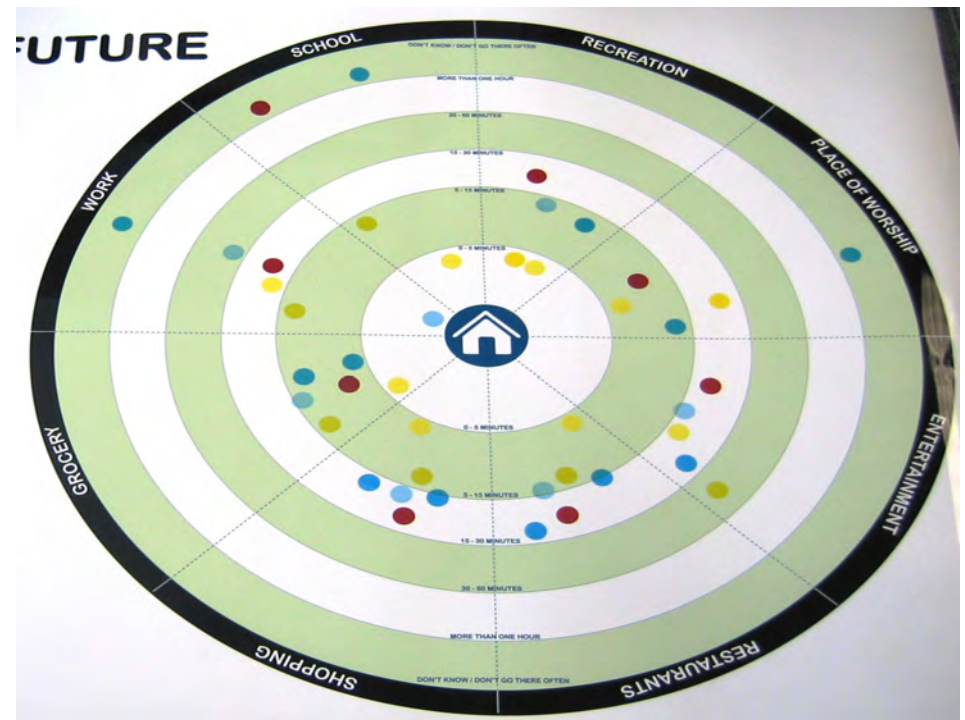 FUTURE
SCHOOL
RECREATION
PLACE OF WORSHIP
ENTERTAINMENT
RESTAURANTS
SHOPPING
GROCERY
WORK
DON'T KNOW / DON'T GO THERE OFTEN
MORE THAN ONE HOUR
30 - 60 MINUTES
15 - 30 MINUTES
5 - 15 MINUTES
0 - 5 MINUTES
0 - 5 MINUTES
5 - 15 MINUTES
15 - 30 MINUTES
30 - 60 MINUTES
MORE THAN ONE HOUR
DON'T KNOW / DON'T GO THERE OFTEN